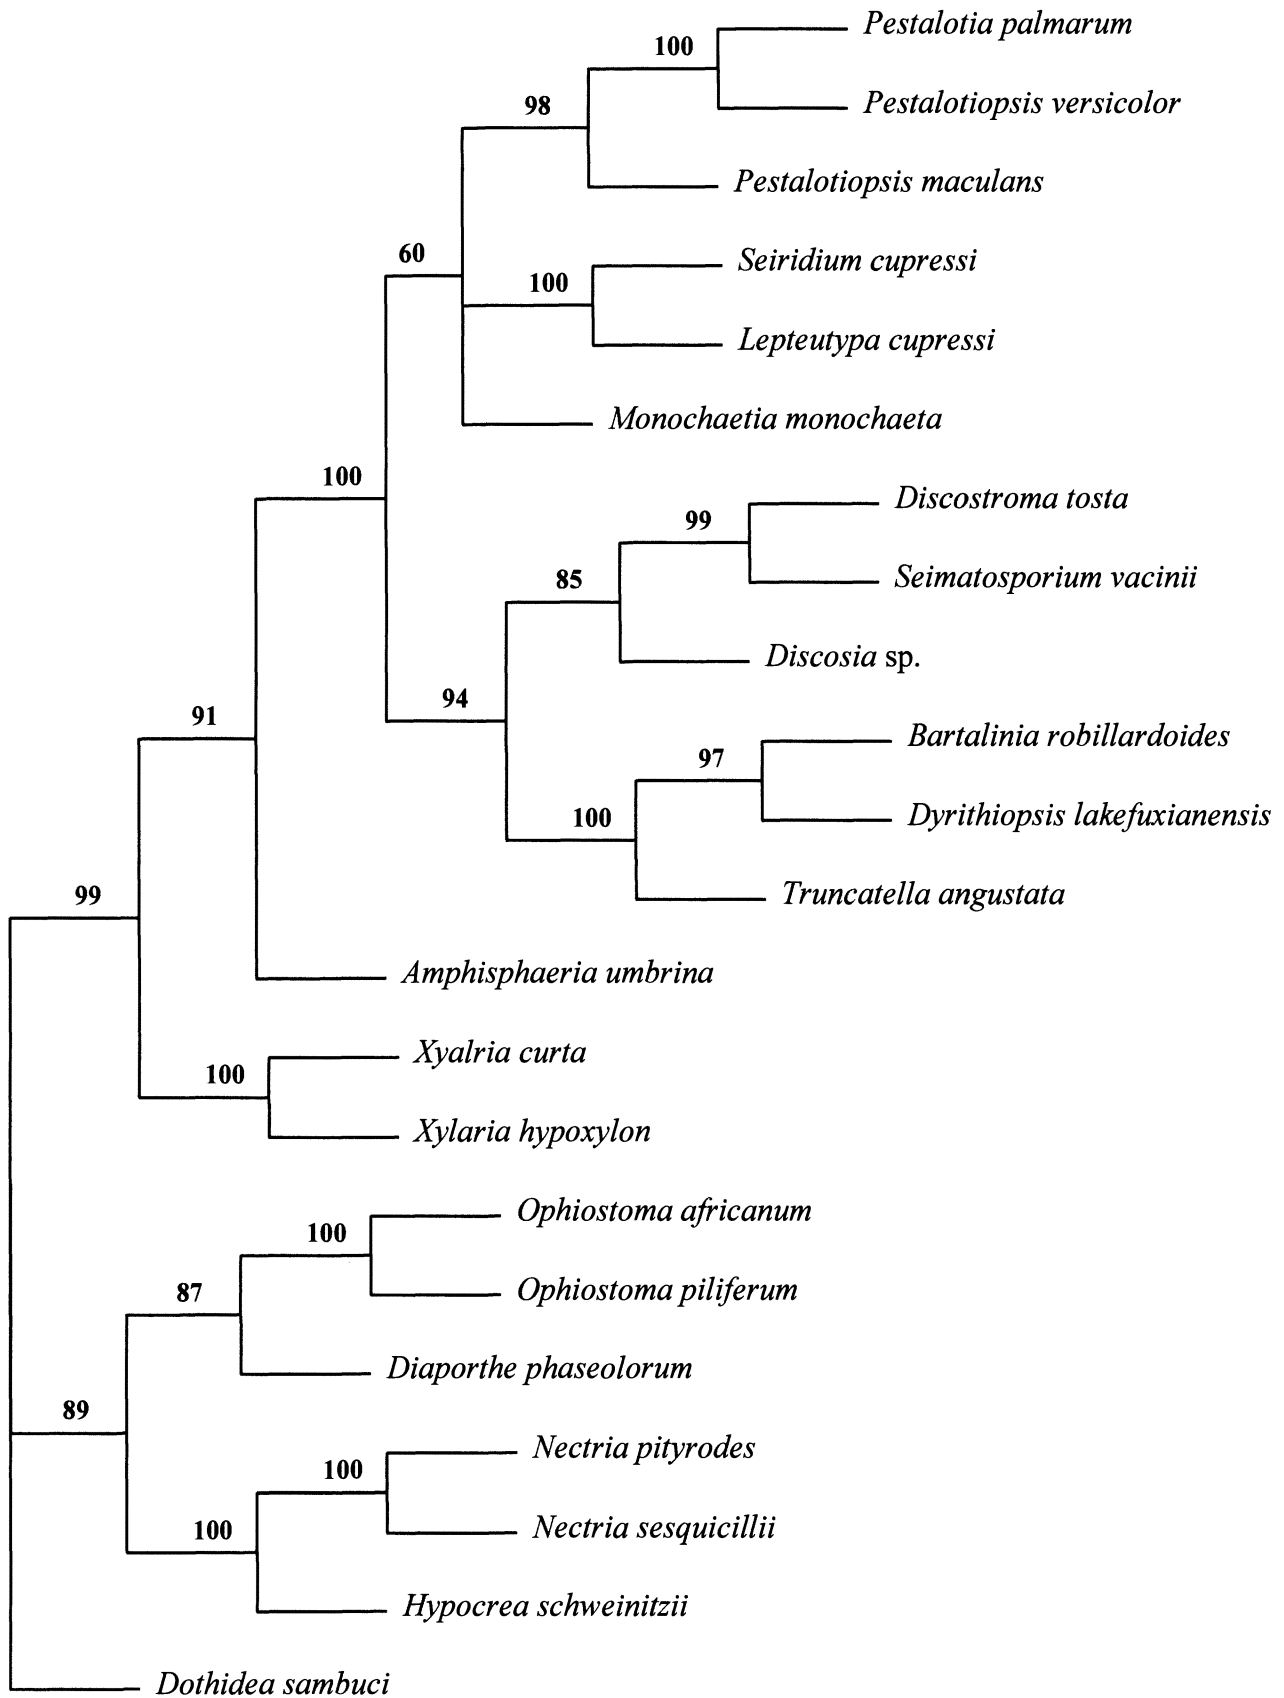 Pestalotia palmarum
100
98
Pestalotiopsis versicolor
Pestalotiopsis maculans
60
Seiridium cupressi
100
Lepteutypa cupressi
Monochaetia monochaeta
100
Discostroma tosta
99
85
Seimatosporium vacinii
Discosia sp.
94
91
Bartalinia robillardoides
97
100
Dyrithiopsis lakefuxianensis
99
Truncatella angustata
Amphisphaeria umbrina
Xyalria curta
100
Xylaria hypoxylon
Ophiostoma africanum
100
87
Ophiostoma piliferum
Diaporthe phaseolorum
89
Nectria pityrodes
100
100
Nectria sesquicillii
Hypocrea schweinitzii
Dothidea sambuci